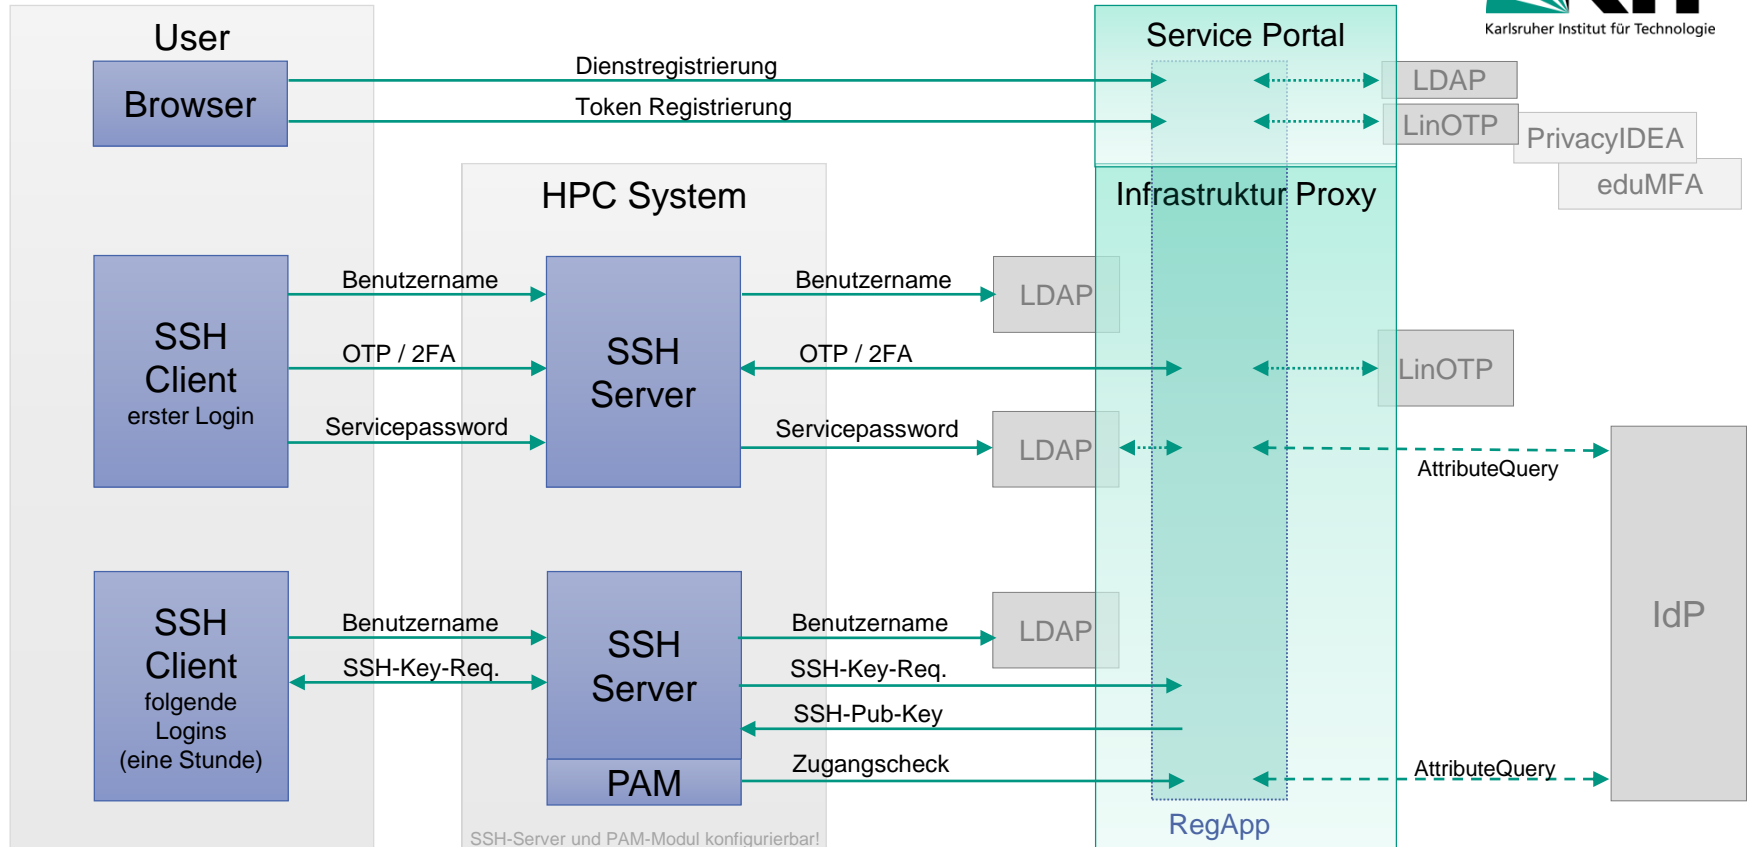 Karlsruher Institut für Technologie
User
Service Portal
Browser
Dienstregistrierung
Token Registrierung
LDAP
LinOTP
PrivacyIDEA
eduMFA
HPC System
Infrastruktur Proxy
SSH
Client
erster Login
Benutzername
OTP / 2FA
Servicepassword
SSH
Server
Benutzername
OTP / 2FA
Servicepassword
LDAP
LDAP
LinOTP
AttributeQuery
IdP
SSH
Client
folgende
Logins
(eine Stunde)
Benutzername
SSH-Key-Req.
SSH
Server
PAM
Benutzername
SSH-Key-Req.
SSH-Pub-Key
Zugangscheck
LDAP
AttributeQuery
RegApp
SSH-Server und PAM-Modul konfigurierbar!